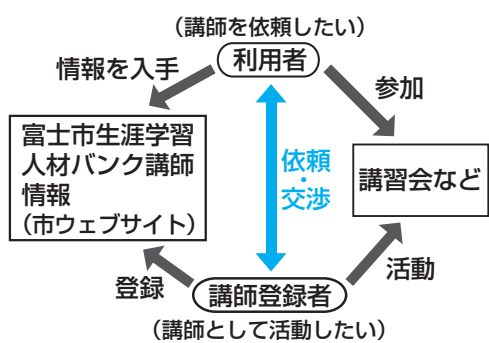 （講師を依頼したい）
利用者
情報を入手
参加
富士市生涯学習
人材バンク講師
情報
（市ウェブサイト）
依頼
・
交渉
講習会など
登録
活動
講師登録者
（講師として活動したい）